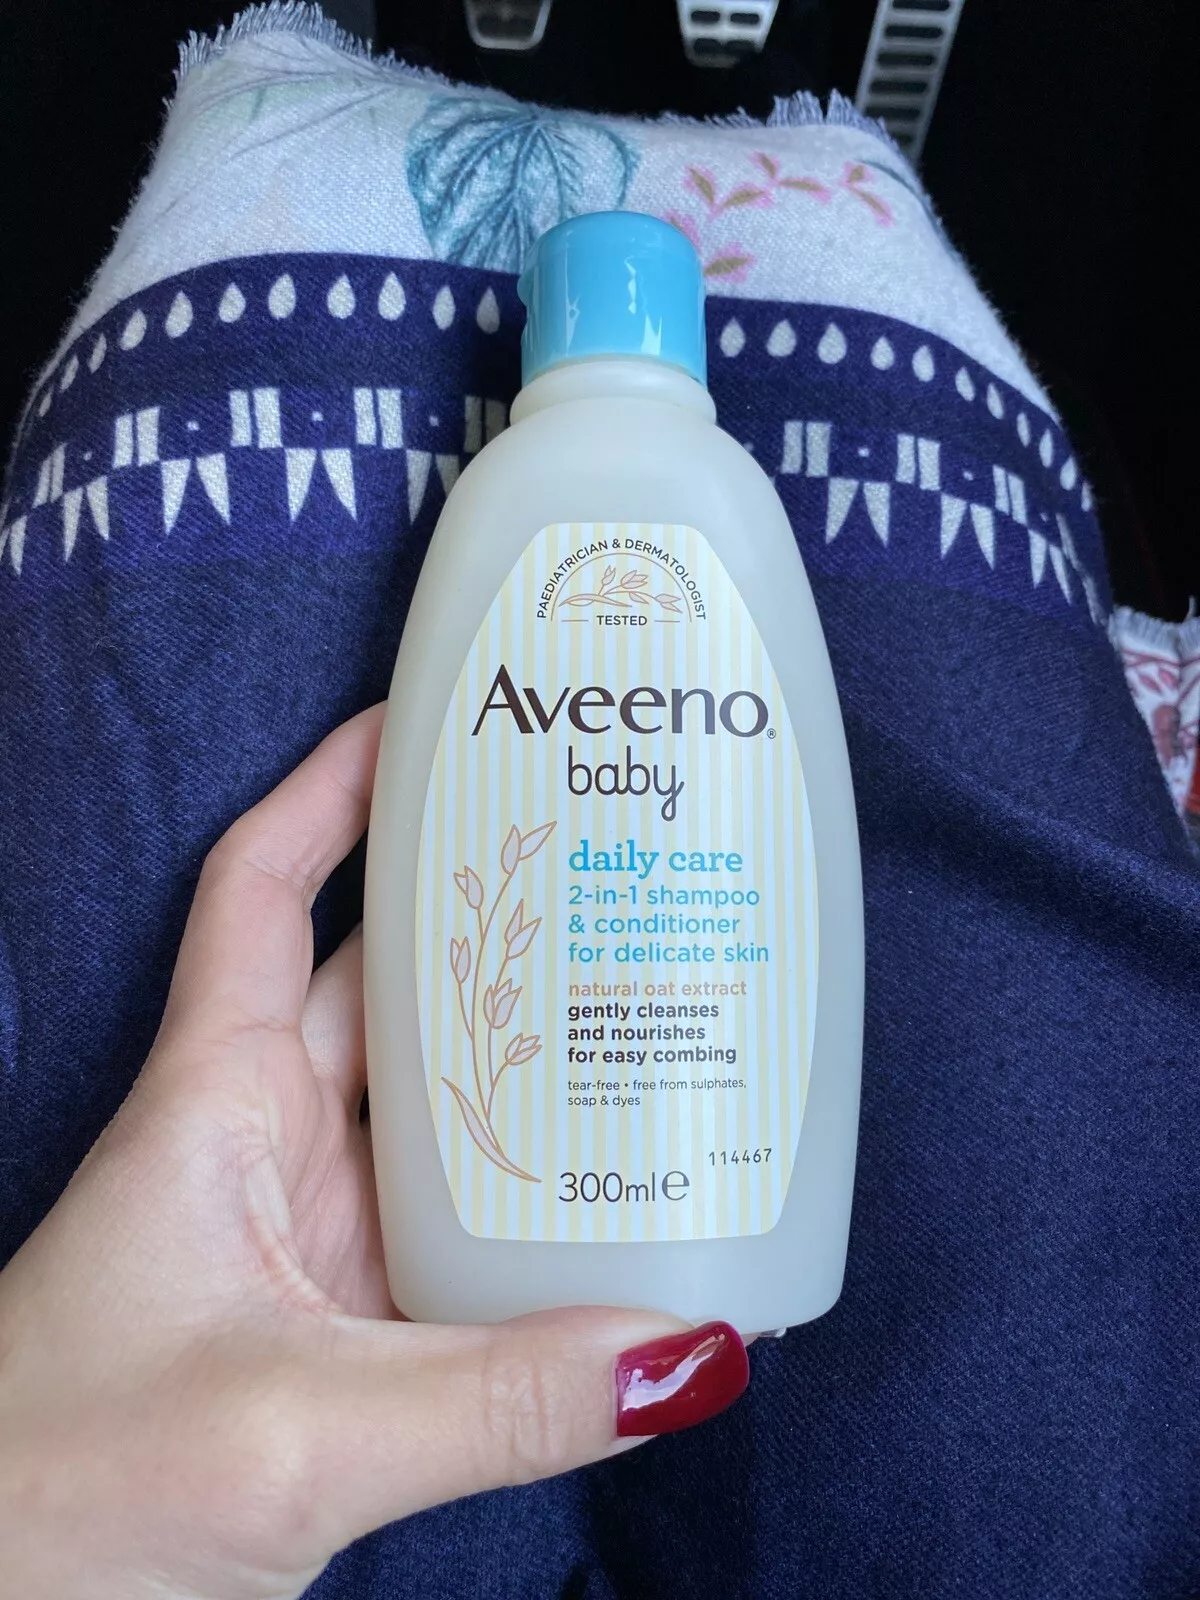 PAEDIATRICIAN & DERMATOLOGIST
TESTED
Aveeno®
baby
daily care
2-in-1 shampoo
& conditioner
for delicate skin
natural oat extract
gently cleanses
and nourishes
for easy combing
tear-free • free from sulphates,
soap & dyes
114467
300ml℮